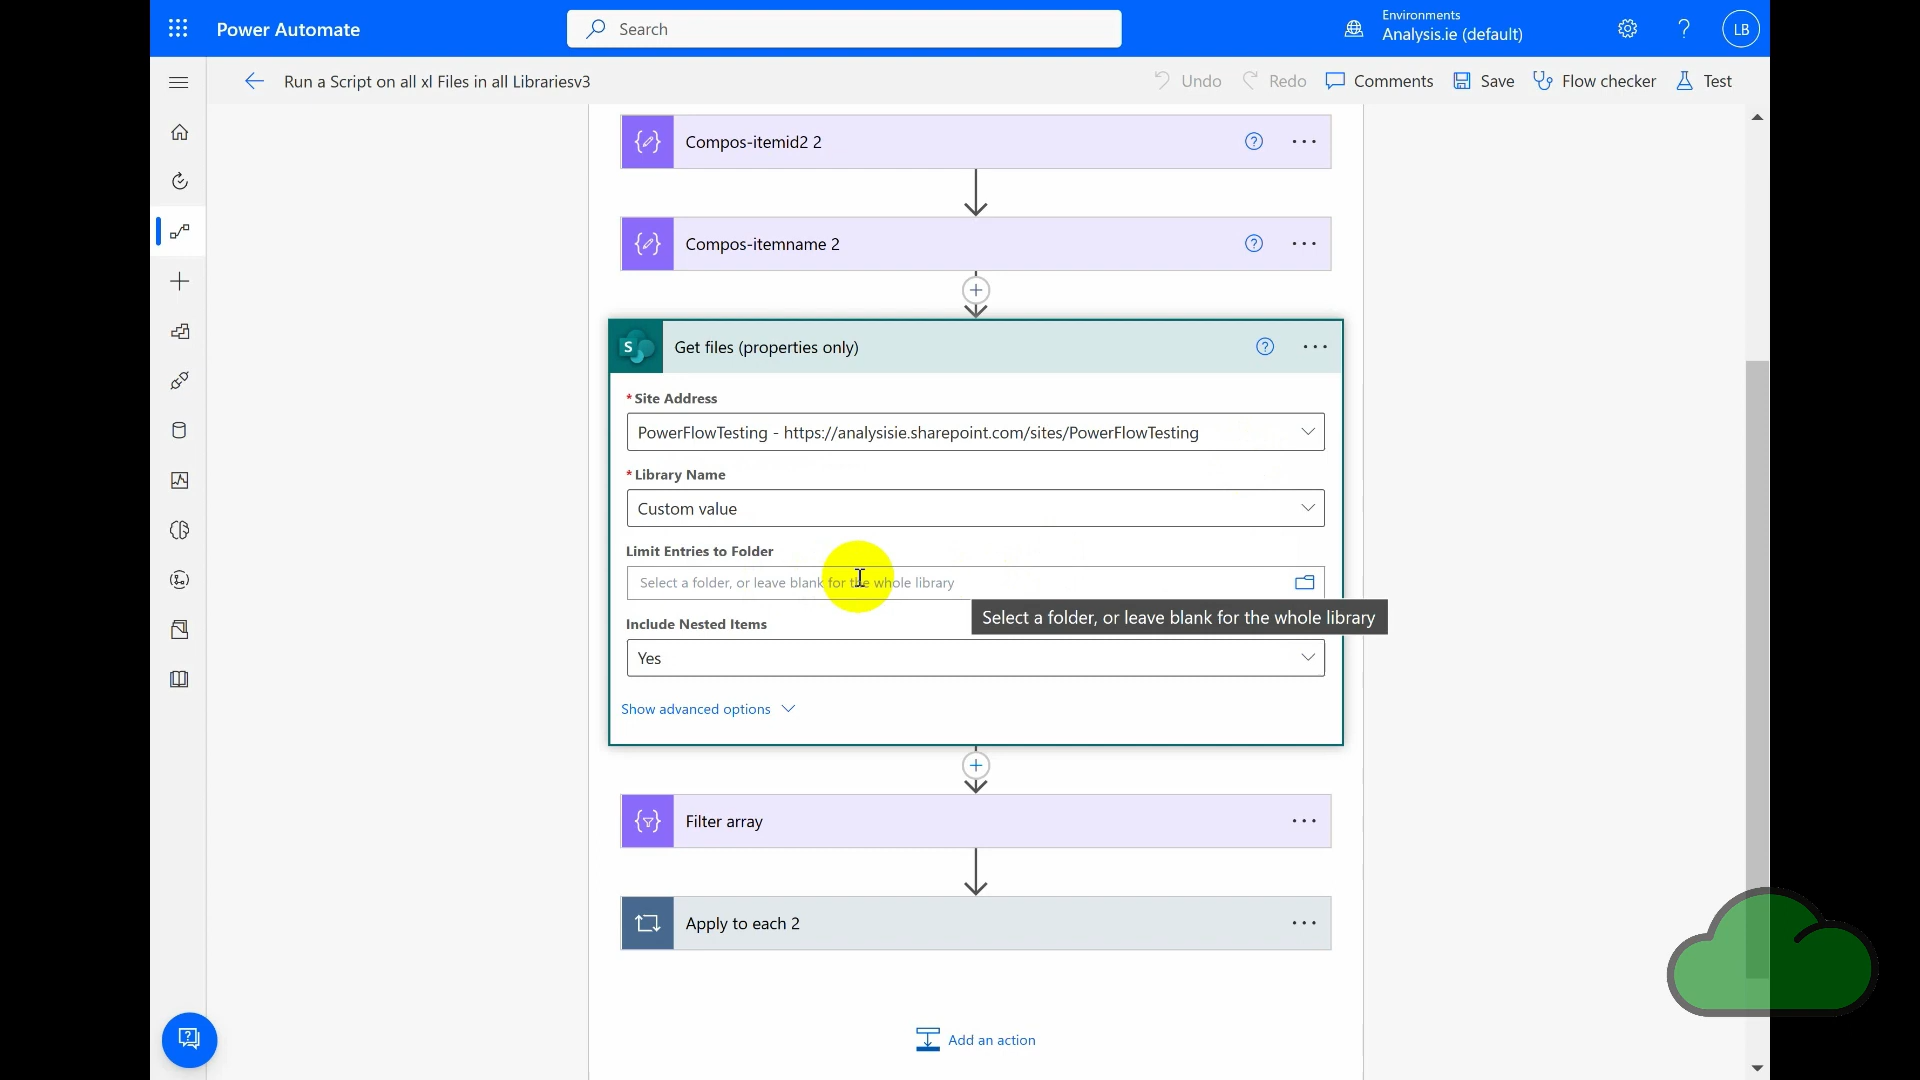 Power Automate
Search
Environments
Analysis.ie (default)
LB
Run a Script on all xl Files in all Librariesv3
Undo
Redo
Comments
Save
Flow checker
Test
Compos-itemid2 2
Compos-itemname 2
S
Get files (properties only)
* Site Address
PowerFlowTesting - https://analysisie.sharepoint.com/sites/PowerFlowTesting
* Library Name
Custom value
Limit Entries to Folder
Select a folder, or leave blank for the whole library
Select a folder, or leave blank for the whole library
Include Nested Items
Yes
Show advanced options
Filter array
Apply to each 2
Add an action